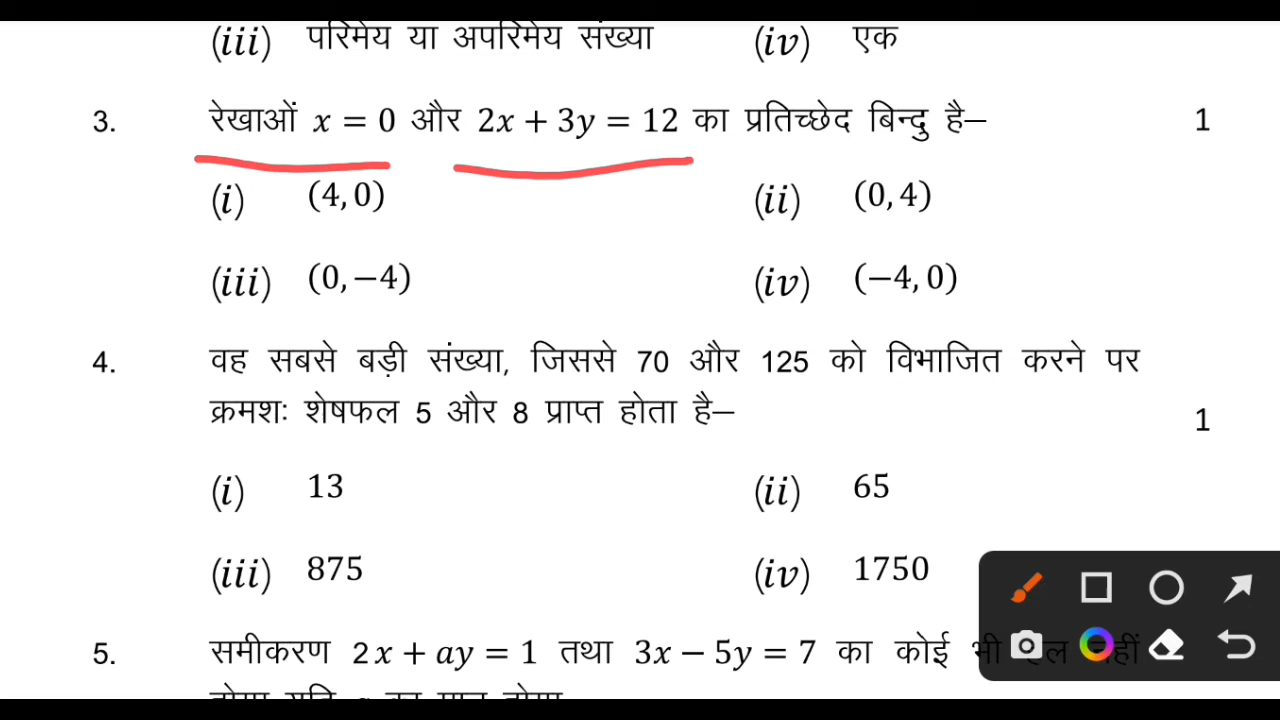 (iii) परिमेय या अपरिमेय संख्या (iv) एक
3. रेखाओं x = 0 और 2x + 3y = 12 का प्रतिच्छेद बिन्दु है– 1
(i) (4, 0) (ii) (0, 4)
(iii) (0, −4) (iv) (−4, 0)
4. वह सबसे बड़ी संख्या, जिससे 70 और 125 को विभाजित करने पर
क्रमशः शेषफल 5 और 8 प्राप्त होता है– 1
(i) 13 (ii) 65
(iii) 875 (iv) 1750
5. समीकरण 2x + ay = 1 तथा 3x − 5y = 7 का कोई भी